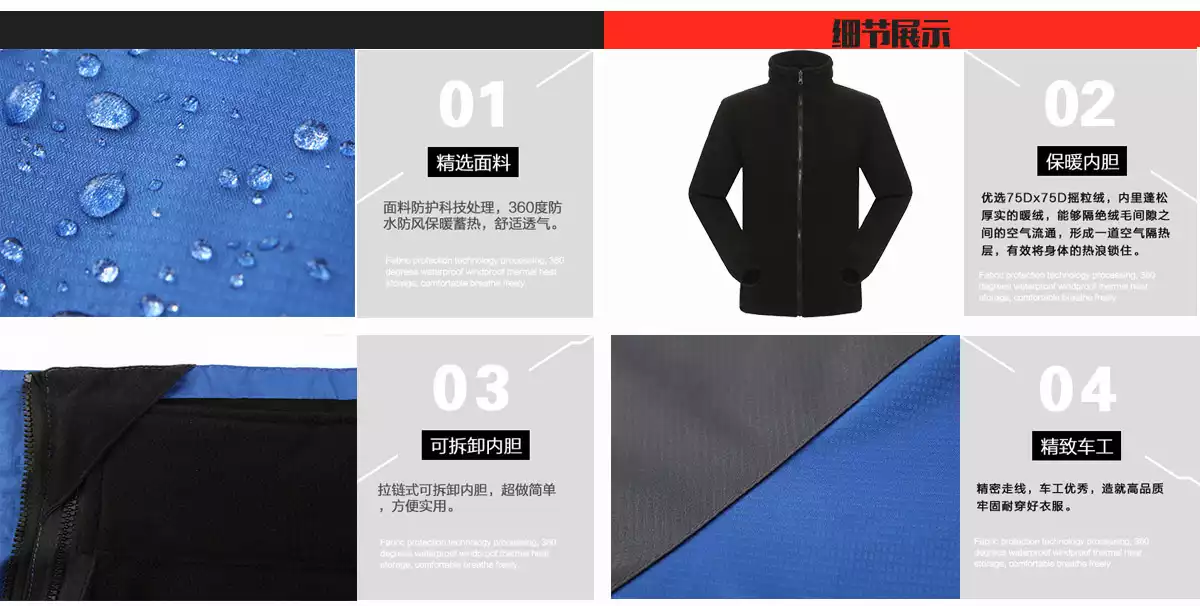 细节展示
01
精选面料
面料防护科技处理，360度防
水防风保暖蓄热，舒适透气。
Fabric protection technology processing, 360
degrees waterproof windproof thermal heat
storage, comfortable breathe freely.
02
保暖内胆
优选75Dx75D摇粒绒，内里蓬松
厚实的暖绒，能够隔绝绒毛间隙之
间的空气流通，形成一道空气隔热
层，有效将身体的热浪锁住。
Fabric protection technology processing, 360
degrees waterproof windproof thermal heat
storage, comfortable breathe freely
03
可拆卸内胆
拉链式可拆卸内胆，超做简单
，方便实用。
Fabric protection technology processing, 360
degrees waterproof windproof thermal heat
storage, comfortable breathe freely.
04
精致车工
精密走线，车工优秀，造就高品质
牢固耐穿好衣服。
Fabric protection technology processing, 360
degrees waterproof windproof thermal heat
storage, comfortable breathe freely